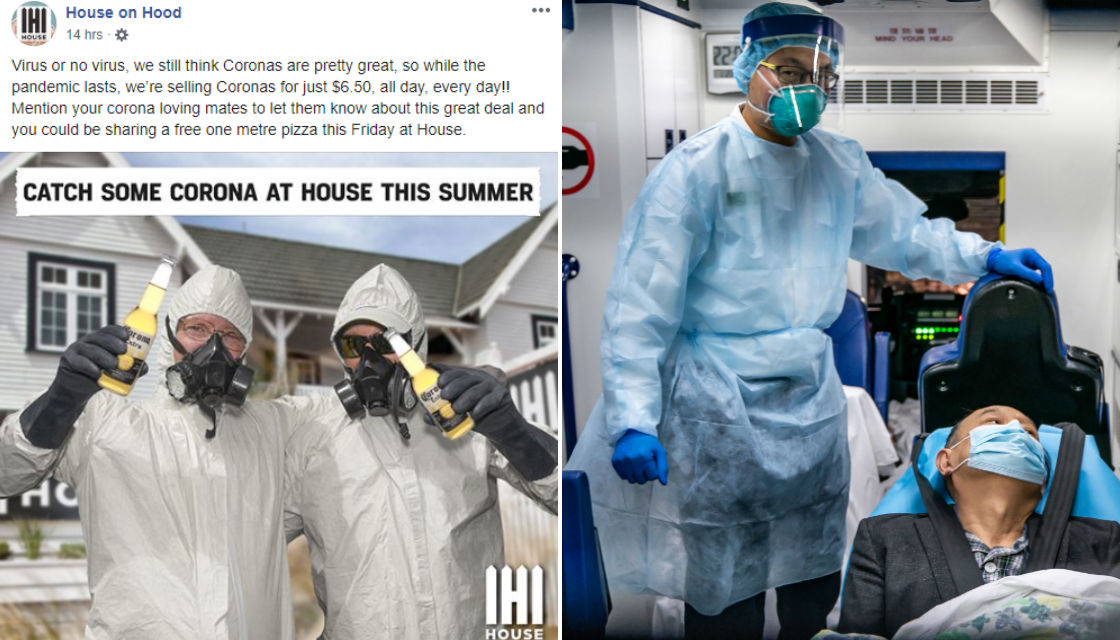 House on Hood
14 hrs ·
Virus or no virus, we still think Coronas are pretty great, so while the
pandemic lasts, we’re selling Coronas for just $6.50, all day, every day!!
Mention your corona loving mates to let them know about this great deal and
you could be sharing a free one metre pizza this Friday at House.
CATCH SOME CORONA AT HOUSE THIS SUMMER
HOUSE
Corona
Extra
HOUSE
MIND YOUR HEAD